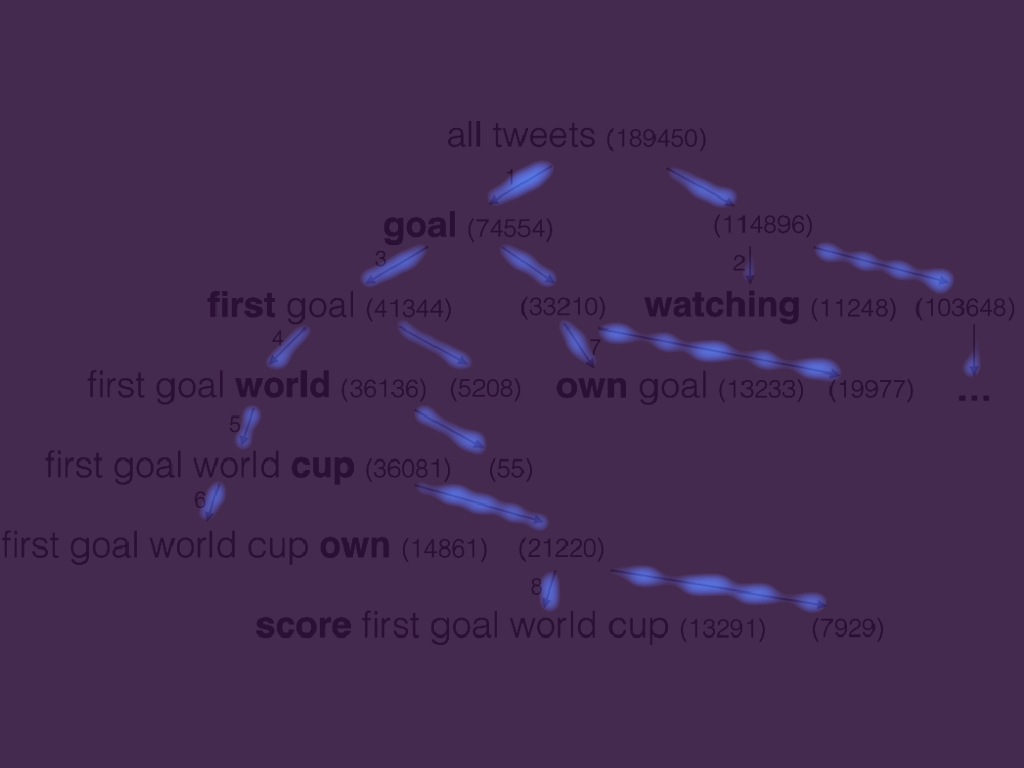 all tweets (189450)
1
goal (74554) (114896)
3 2
first goal (41344) (33210) watching (11248) (103648)
4 7
first goal world (36136) (5208) own goal (13233) (19977) ...
5
first goal world cup (36081) (55)
6
first goal world cup own (14861) (21220)
8
score first goal world cup (13291) (7929)